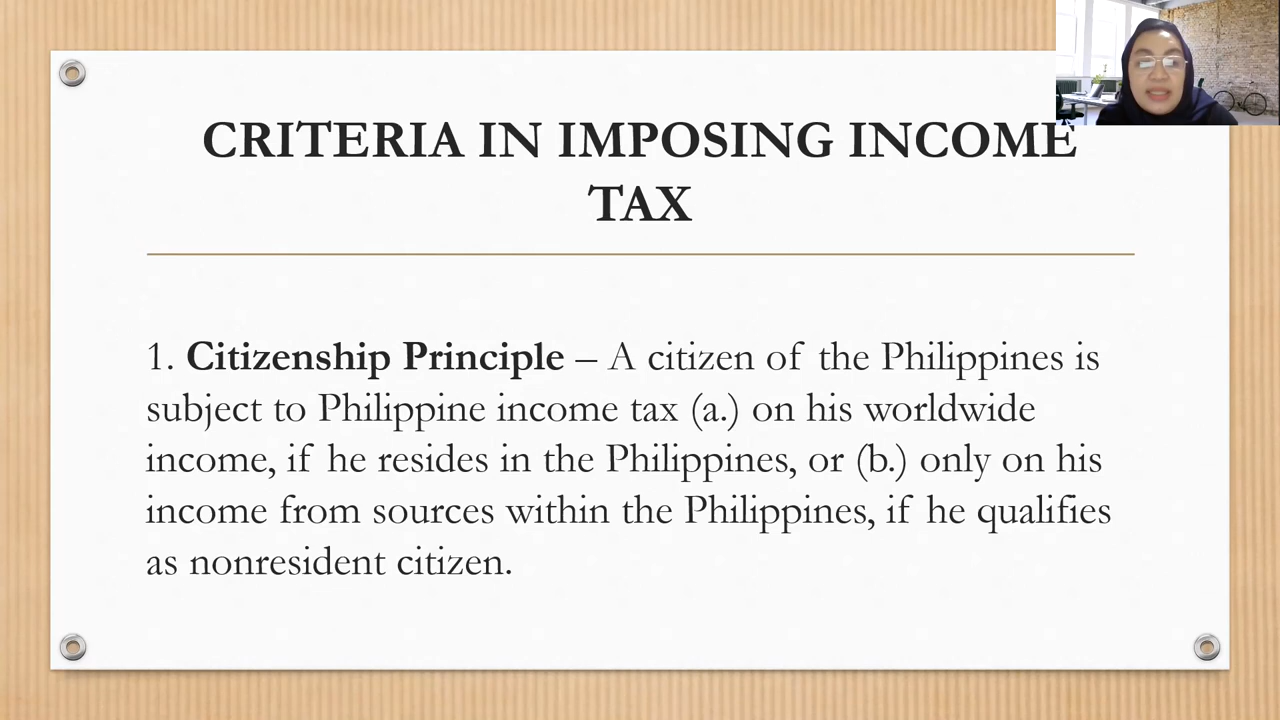 CRITERIA IN IMPOSING INCOME
TAX
1. Citizenship Principle – A citizen of the Philippines is
subject to Philippine income tax (a.) on his worldwide
income, if he resides in the Philippines, or (b.) only on his
income from sources within the Philippines, if he qualifies
as nonresident citizen.